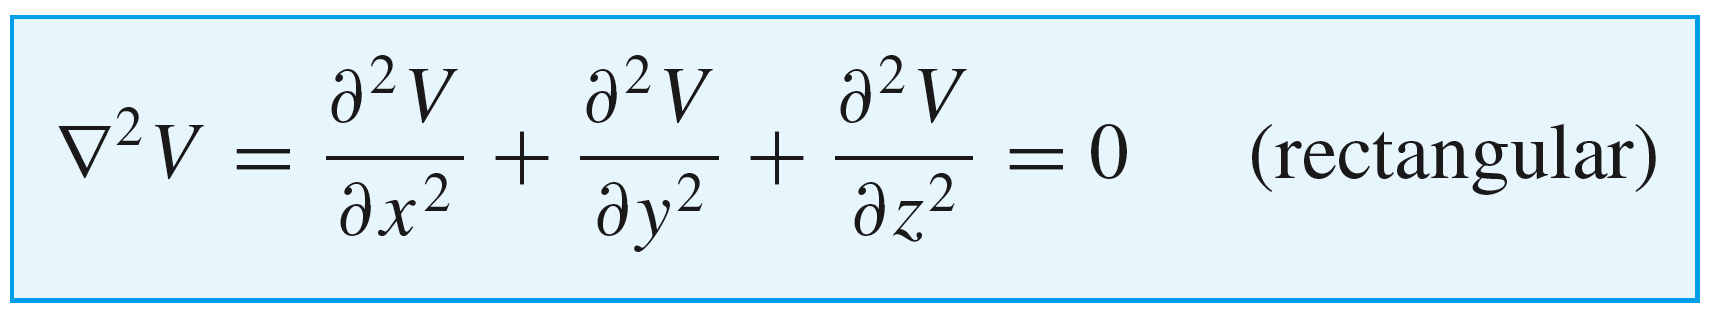 ∇²V = ∂²V/∂x² + ∂²V/∂y² + ∂²V/∂z² = 0 (rectangular)